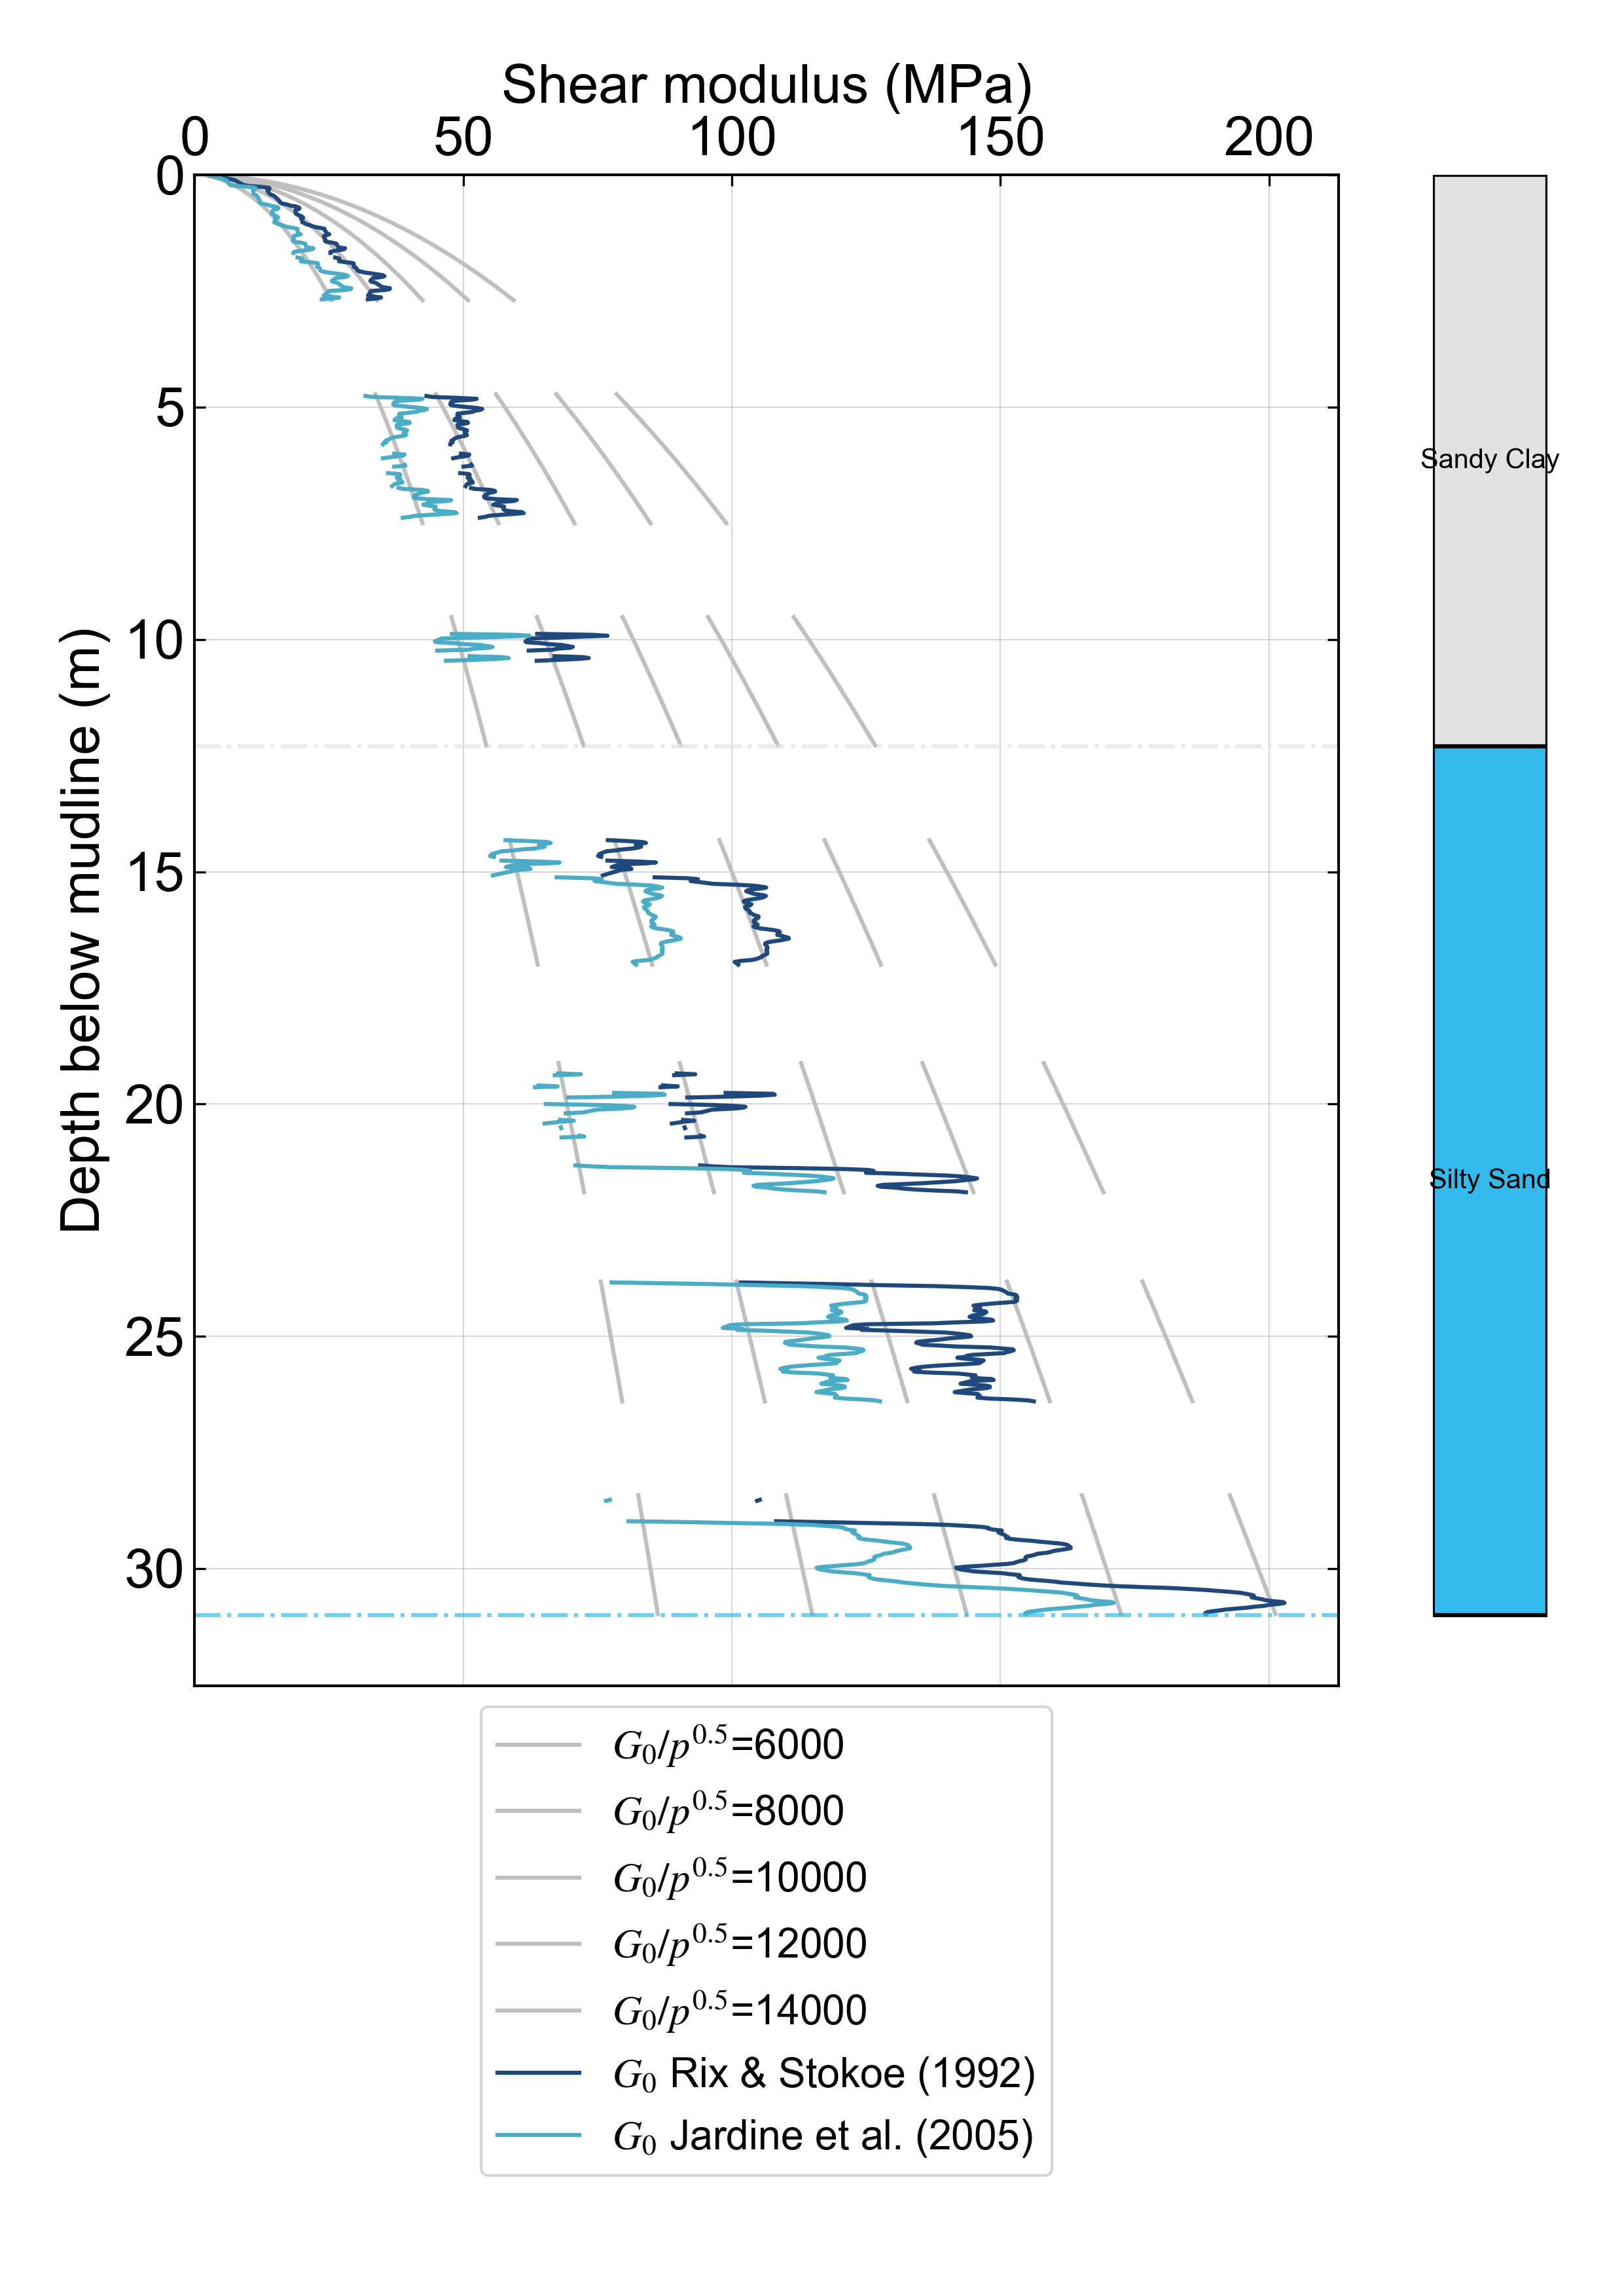 Shear modulus (MPa)
0 50 100 150 200
0
5
10
15
20
25
30
Depth below mudline (m)
Sandy Clay
Silty Sand
G₀/p⁰·⁵=6000
G₀/p⁰·⁵=8000
G₀/p⁰·⁵=10000
G₀/p⁰·⁵=12000
G₀/p⁰·⁵=14000
G₀ Rix & Stokoe (1992)
G₀ Jardine et al. (2005)